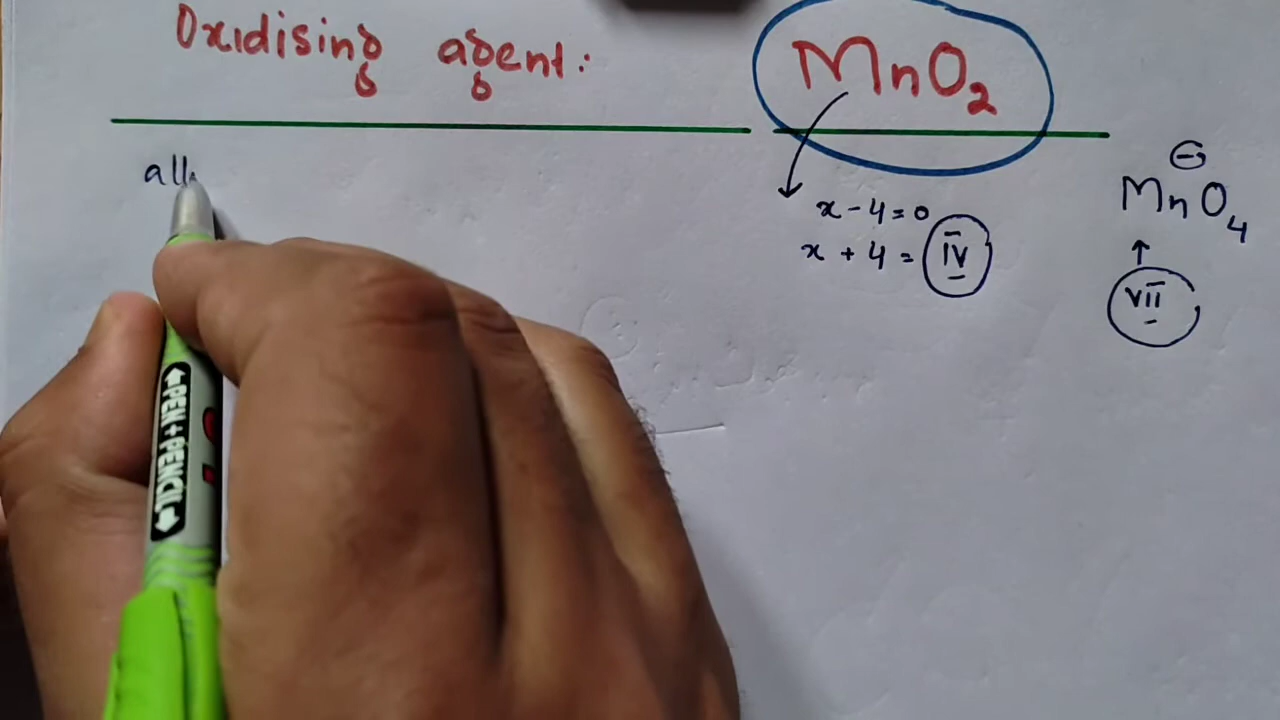 Oxidising agent: MnO₂
all
x - 4 = 0
x + 4 = IV
MnO₄⊖
VII
PEN+PENCIL